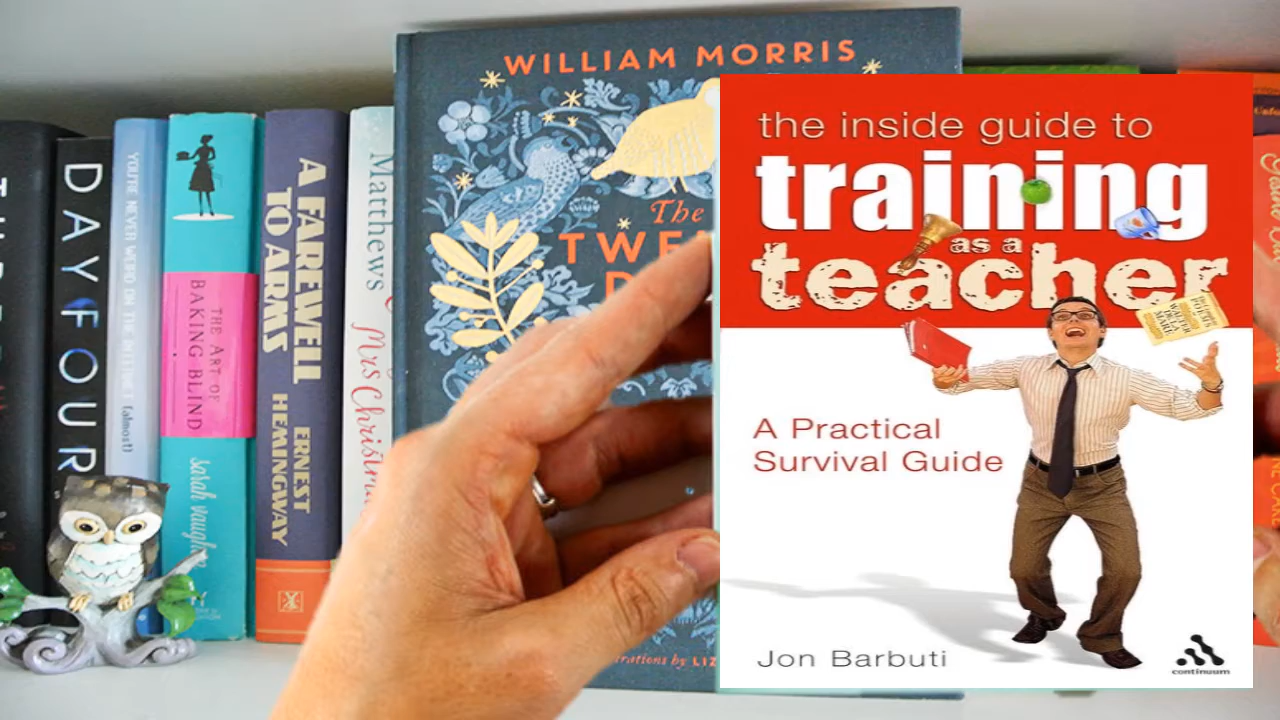 DAY FOUR
YOU'RE NEVER WEIRD ON THE INTERNET (almost)
THE ART OF
BAKING BLIND
sarah vaughan
A FAREWELL
TO ARMS
ERNEST
HEMINGWAY
Matthews
Mrs Christm
WILLIAM MORRIS
The
TWE
the inside guide to
training
as a
teacher
A Practical
Survival Guide
Jon Barbuti
continuum